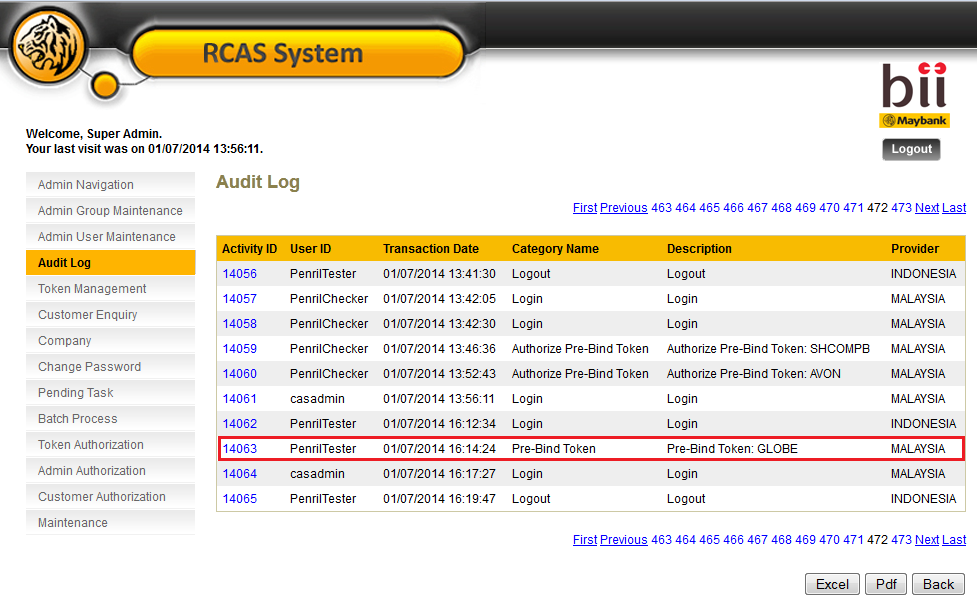 RCAS System
bii
Maybank
Welcome, Super Admin.
Your last visit was on 01/07/2014 13:56:11.
Logout
Admin Navigation
Admin Group Maintenance
Admin User Maintenance
Audit Log
Token Management
Customer Enquiry
Company
Change Password
Pending Task
Batch Process
Token Authorization
Admin Authorization
Customer Authorization
Maintenance
Audit Log
First Previous 463 464 465 466 467 468 469 470 471 472 473 Next Last
Activity ID User ID Transaction Date Category Name Description Provider
14056 PenrilTester 01/07/2014 13:41:30 Logout Logout INDONESIA
14057 PenrilChecker 01/07/2014 13:42:05 Login Login MALAYSIA
14058 PenrilChecker 01/07/2014 13:42:30 Login Login MALAYSIA
14059 PenrilChecker 01/07/2014 13:46:36 Authorize Pre-Bind Token Authorize Pre-Bind Token: SHCOMPB MALAYSIA
14060 PenrilChecker 01/07/2014 13:52:43 Authorize Pre-Bind Token Authorize Pre-Bind Token: AVON MALAYSIA
14061 casadmin 01/07/2014 13:56:11 Login Login MALAYSIA
14062 PenrilTester 01/07/2014 16:12:34 Login Login INDONESIA
14063 PenrilTester 01/07/2014 16:14:24 Pre-Bind Token Pre-Bind Token: GLOBE MALAYSIA
14064 casadmin 01/07/2014 16:17:27 Login Login MALAYSIA
14065 PenrilTester 01/07/2014 16:19:47 Logout Logout INDONESIA
First Previous 463 464 465 466 467 468 469 470 471 472 473 Next Last
Excel Pdf Back